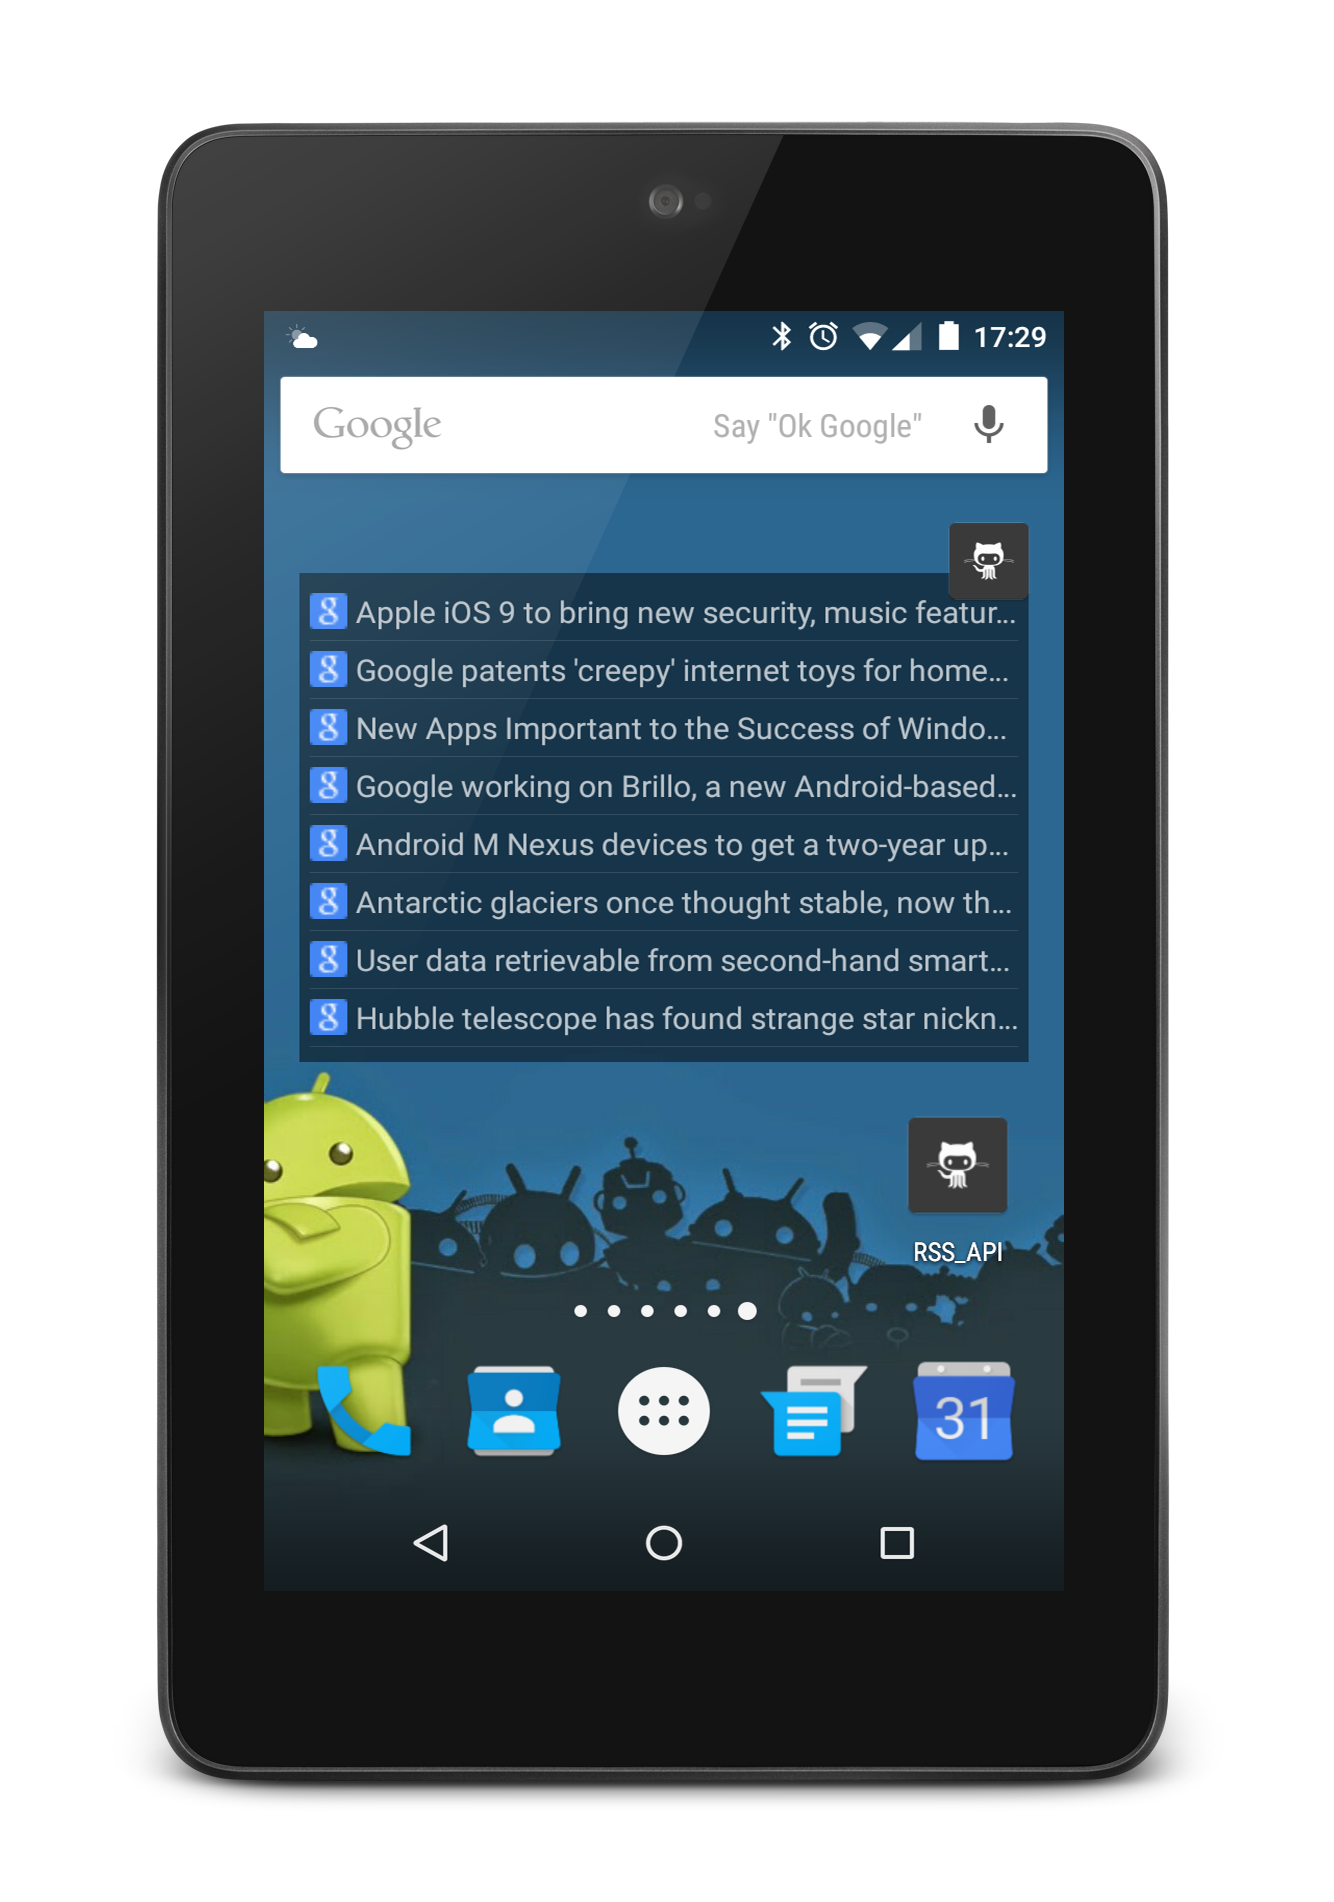 17:29
Google Say "Ok Google"
Apple iOS 9 to bring new security, music featur...
Google patents 'creepy' internet toys for home...
New Apps Important to the Success of Windo...
Google working on Brillo, a new Android-based...
Android M Nexus devices to get a two-year up...
Antarctic glaciers once thought stable, now th...
User data retrievable from second-hand smart...
Hubble telescope has found strange star nickn...
RSS_API
31